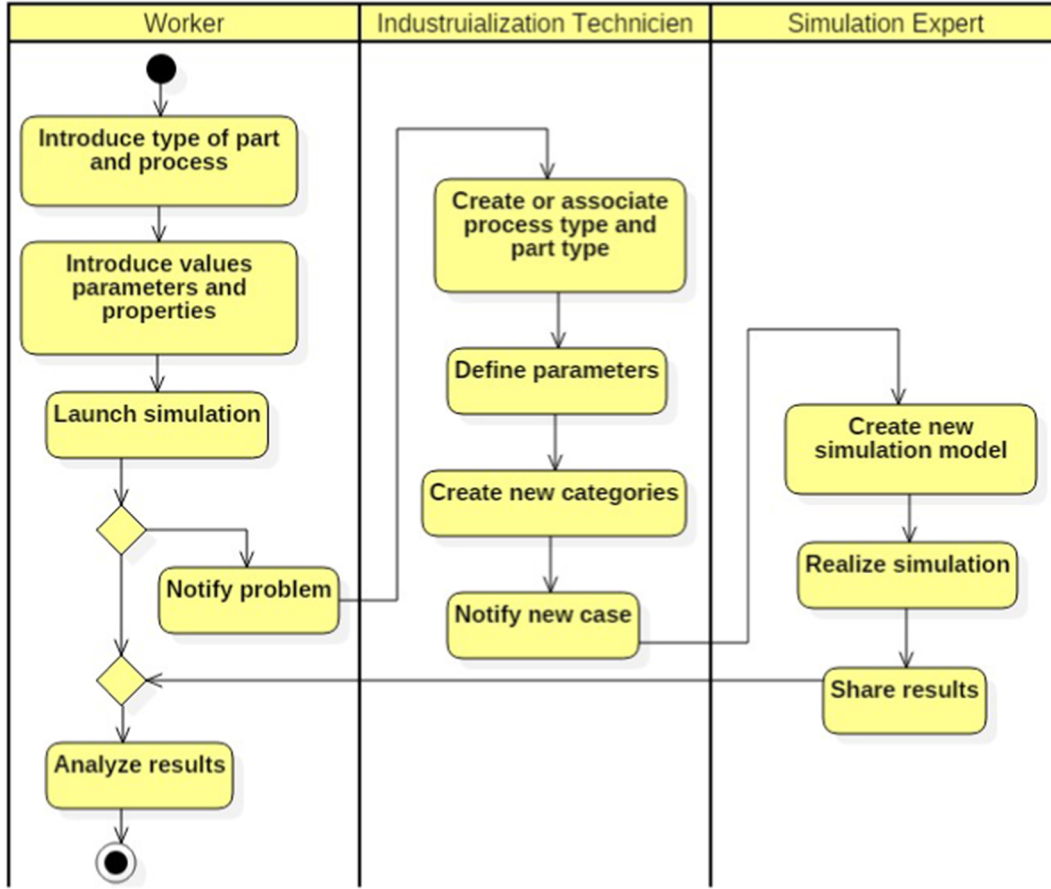 Worker
Industruialization Technicien
Simulation Expert
Introduce type of part
and process
Introduce values
parameters and
properties
Launch simulation
Notify problem
Analyze results
Create or associate
process type and
part type
Define parameters
Create new categories
Notify new case
Create new
simulation model
Realize simulation
Share results